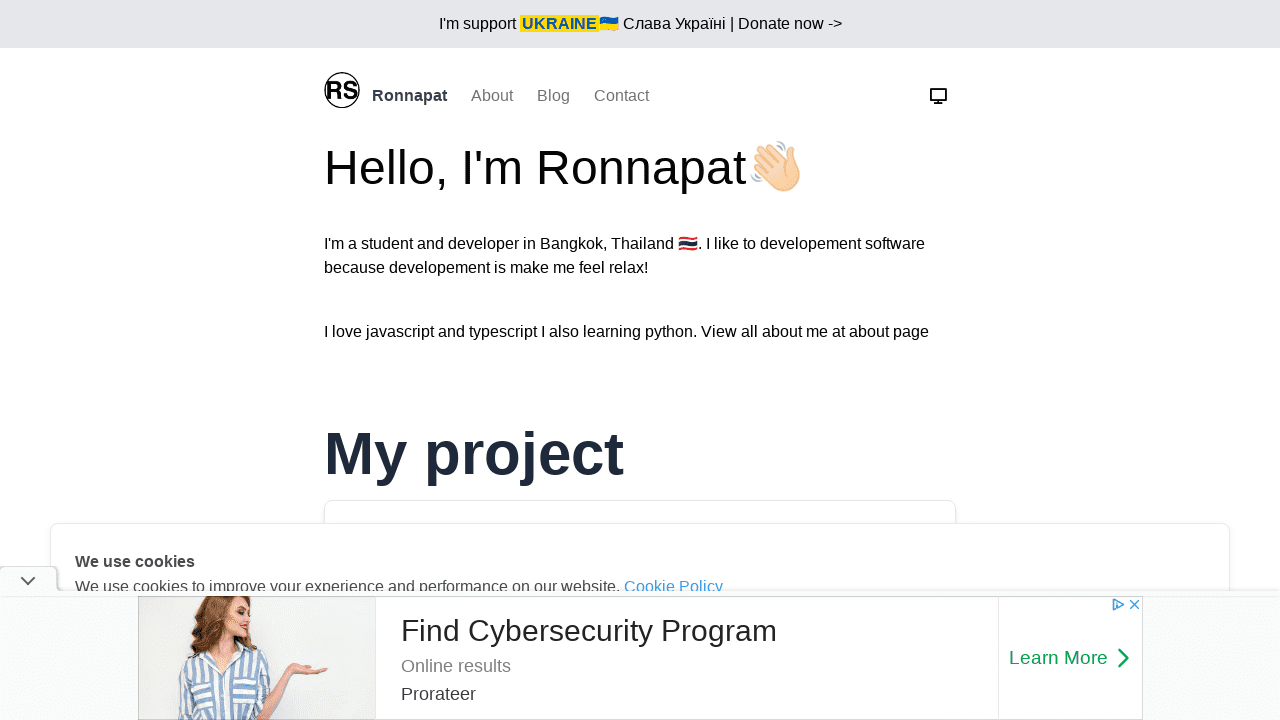 I'm support UKRAINE🇺🇦 Слава Україні | Donate now ->
RS Ronnapat About Blog Contact
Hello, I'm Ronnapat👋🏻
I'm a student and developer in Bangkok, Thailand 🇹🇭. I like to developement software
because developement is make me feel relax!
I love javascript and typescript I also learning python. View all about me at about page
My project
We use cookies
We use cookies to improve your experience and performance on our website. Cookie Policy
Find Cybersecurity Program
Online results
Prorateer
Learn More